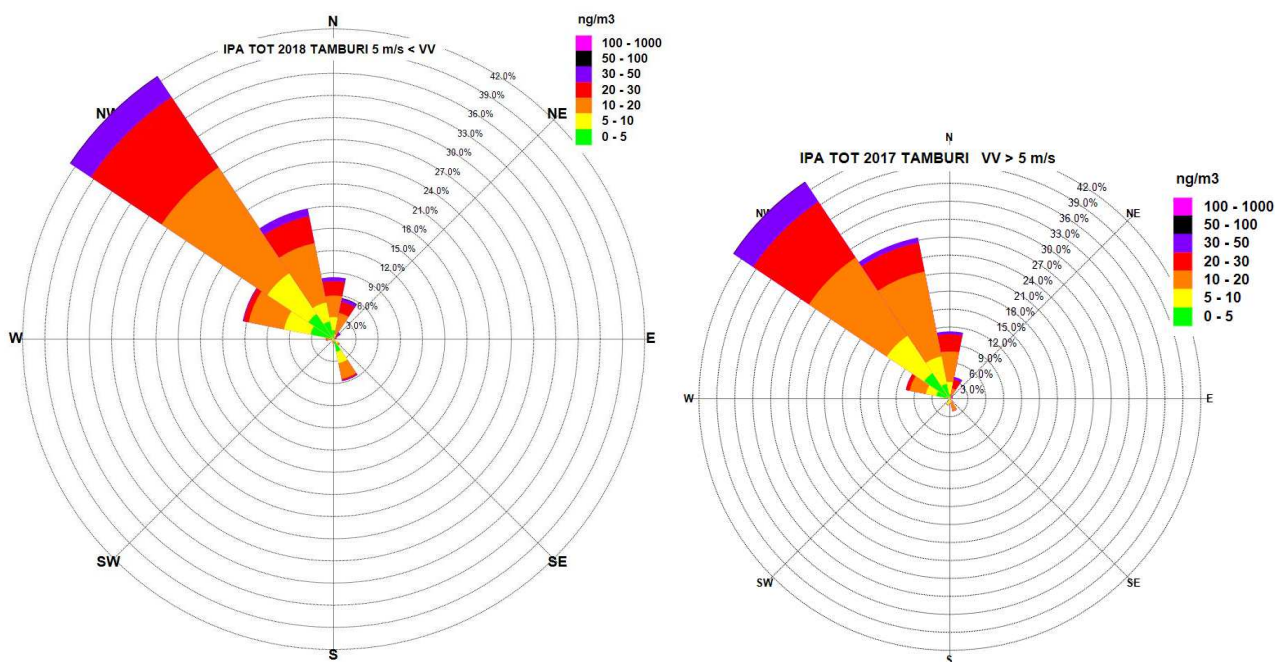 N
IPA TOT 2018 TAMBURI 5 m/s < VV
ng/m3
100 - 1000
50 - 100
30 - 50
20 - 30
10 - 20
5 - 10
0 - 5
NW
NE
42.0%
39.0%
36.0%
33.0%
30.0%
27.0%
24.0%
21.0%
18.0%
15.0%
12.0%
9.0%
6.0%
3.0%
W
E
SW
SE
S
N
IPA TOT 2017 TAMBURI VV > 5 m/s
ng/m3
100 - 1000
50 - 100
30 - 50
20 - 30
10 - 20
5 - 10
0 - 5
NW
NE
42.0%
39.0%
36.0%
33.0%
30.0%
27.0%
24.0%
21.0%
18.0%
15.0%
12.0%
9.0%
6.0%
3.0%
W
E
SW
SE
S